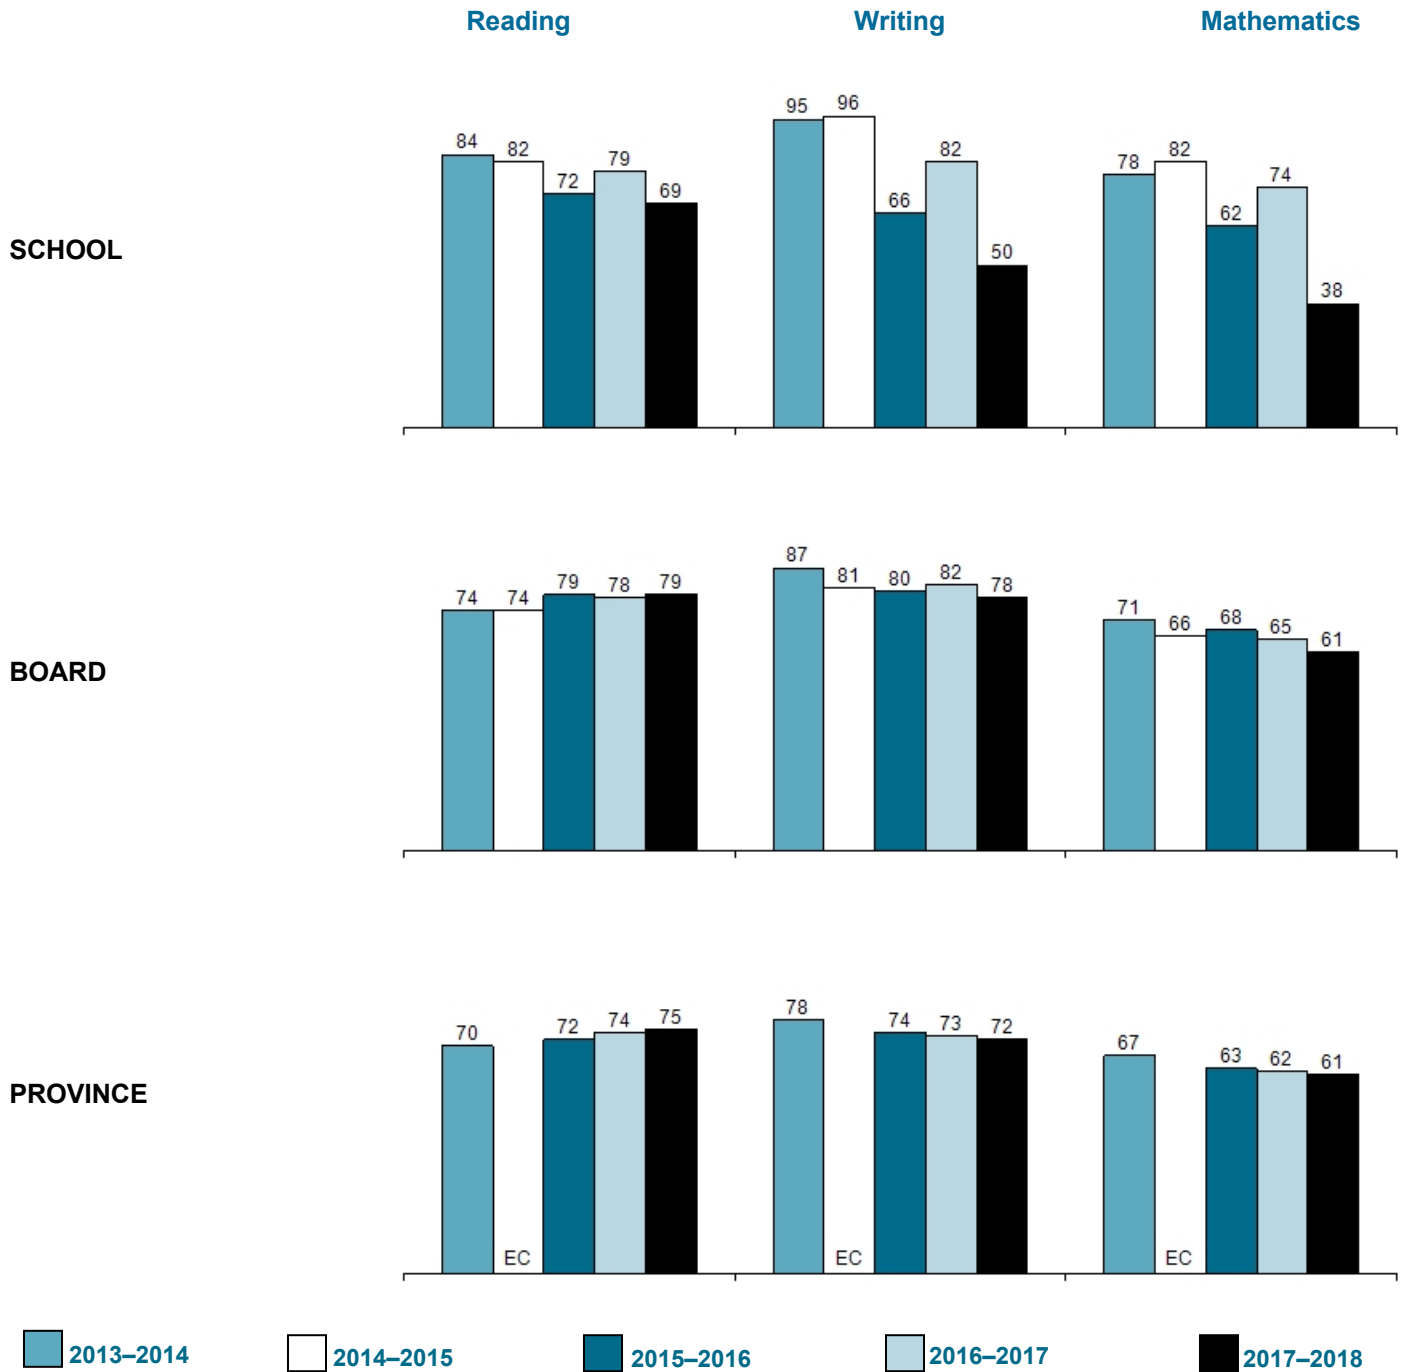 Reading Writing Mathematics
SCHOOL
84 82 72 79 69
95 96 66 82 50
78 82 62 74 38
BOARD
74 74 79 78 79
87 81 80 82 78
71 66 68 65 61
PROVINCE
70 EC 72 74 75
78 EC 74 73 72
67 EC 63 62 61
2013–2014 2014–2015 2015–2016 2016–2017 2017–2018